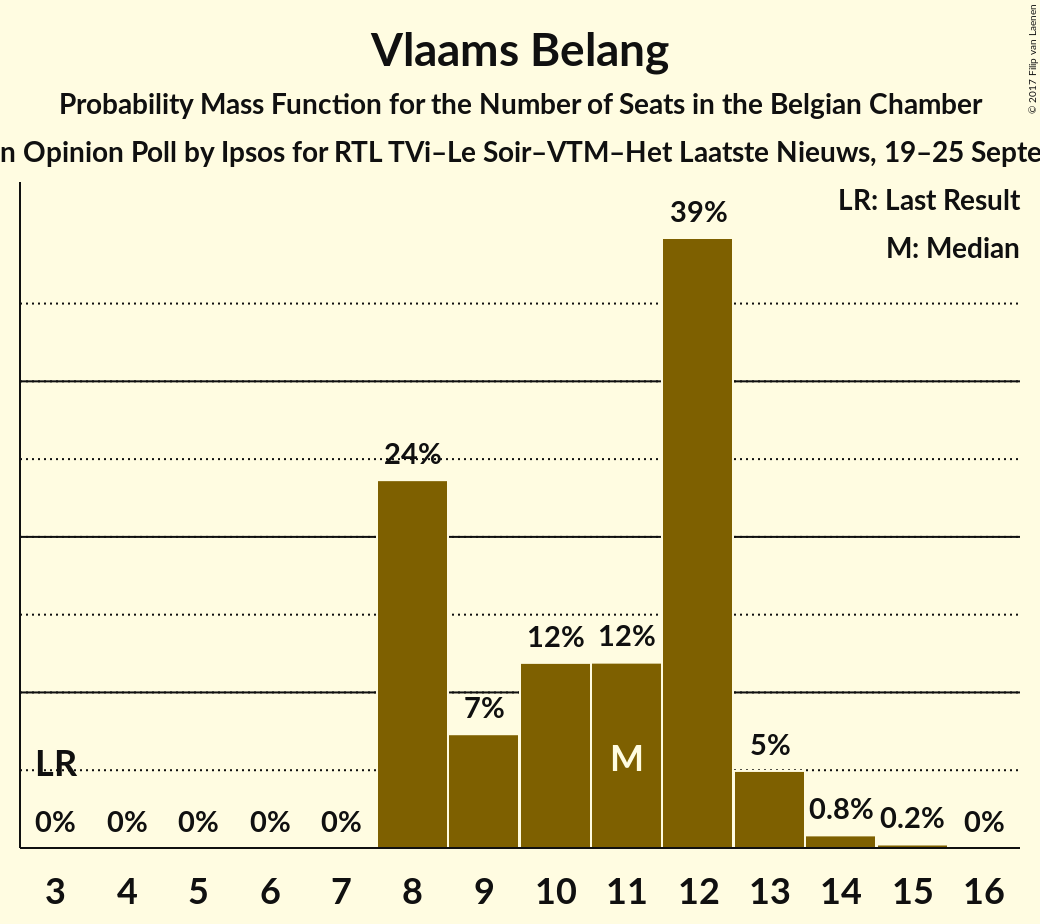 Vlaams Belang
Probability Mass Function for the Number of Seats in the Belgian Chamber
n Opinion Poll by Ipsos for RTL TVi–Le Soir–VTM–Het Laatste Nieuws, 19–25 Septe
© 2017 Filip van Laenen
LR: Last Result
M: Median
39%
24%
12% 12%
7%
5%
LR
M
0.8% 0.2%
0% 0% 0% 0% 0% 0%
3 4 5 6 7 8 9 10 11 12 13 14 15 16